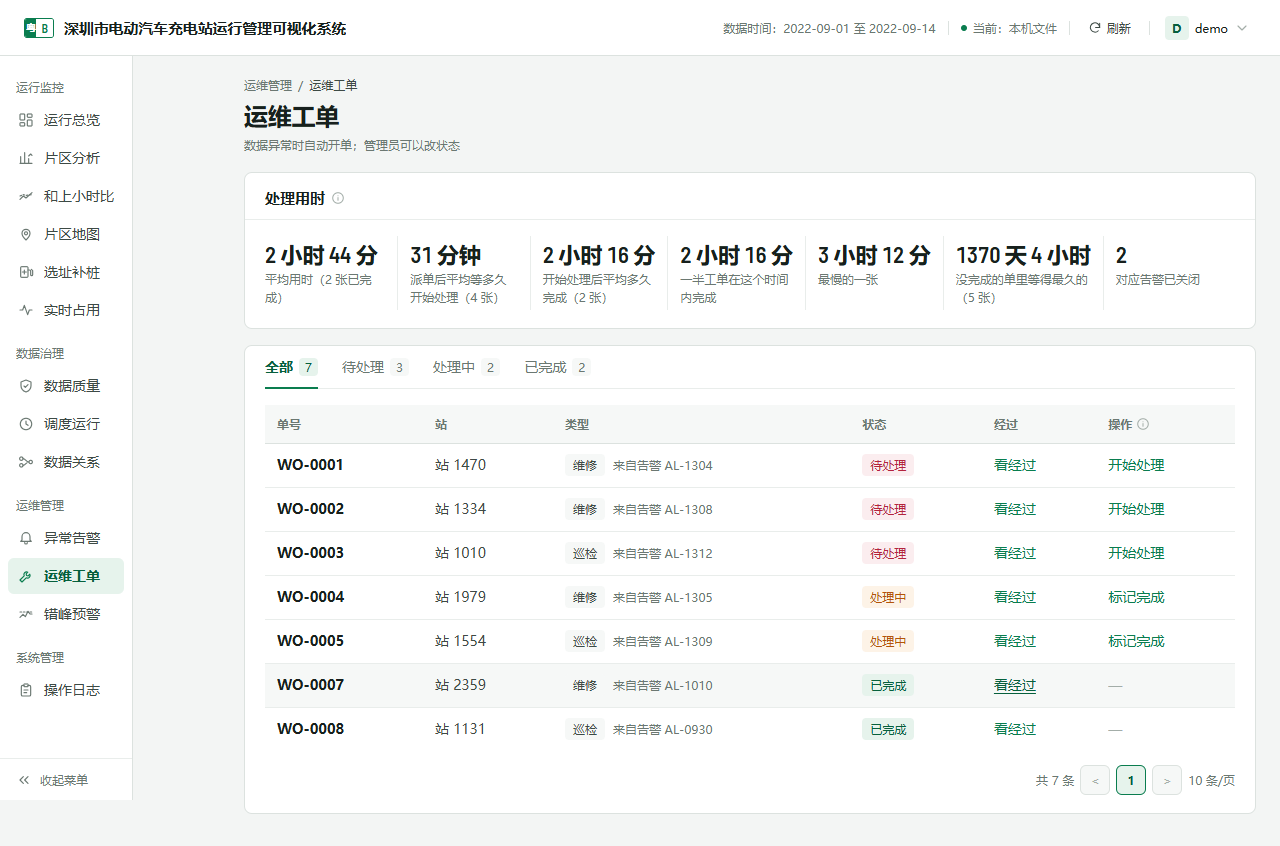 粤 B 深圳市电动汽车充电站运行管理可视化系统
数据时间: 2022-09-01 至 2022-09-14 当前: 本机文件 刷新 D demo
运行监控
运行总览
片区分析
和上小时比
片区地图
选址补桩
实时占用
数据治理
数据质量
调度运行
数据关系
运维管理
异常告警
运维工单
错峰预警
系统管理
操作日志
收起菜单
运维管理 / 运维工单
运维工单
数据异常时自动开单；管理员可以改状态
处理用时
2 小时 44 分
平均用时（2 张已完
成）
31 分钟
派单后平均等多久
开始处理（4 张）
2 小时 16 分
开始处理后平均多久
完成（2 张）
2 小时 16 分
一半工单在这个时间
内完成
3 小时 12 分
最慢的一张
1370 天 4 小时
没完成的单里等得最久的
（5 张）
2
对应告警已关闭
全部 7 待处理 3 处理中 2 已完成 2
单号 站 类型 状态 经过 操作
WO-0001 站 1470 维修 来自告警 AL-1304 待处理 看经过 开始处理
WO-0002 站 1334 维修 来自告警 AL-1308 待处理 看经过 开始处理
WO-0003 站 1010 巡检 来自告警 AL-1312 待处理 看经过 开始处理
WO-0004 站 1979 维修 来自告警 AL-1305 处理中 看经过 标记完成
WO-0005 站 1554 巡检 来自告警 AL-1309 处理中 看经过 标记完成
WO-0007 站 2359 维修 来自告警 AL-1010 已完成 看经过 —
WO-0008 站 1131 巡检 来自告警 AL-0930 已完成 看经过 —
共 7 条 < 1 > 10 条/页